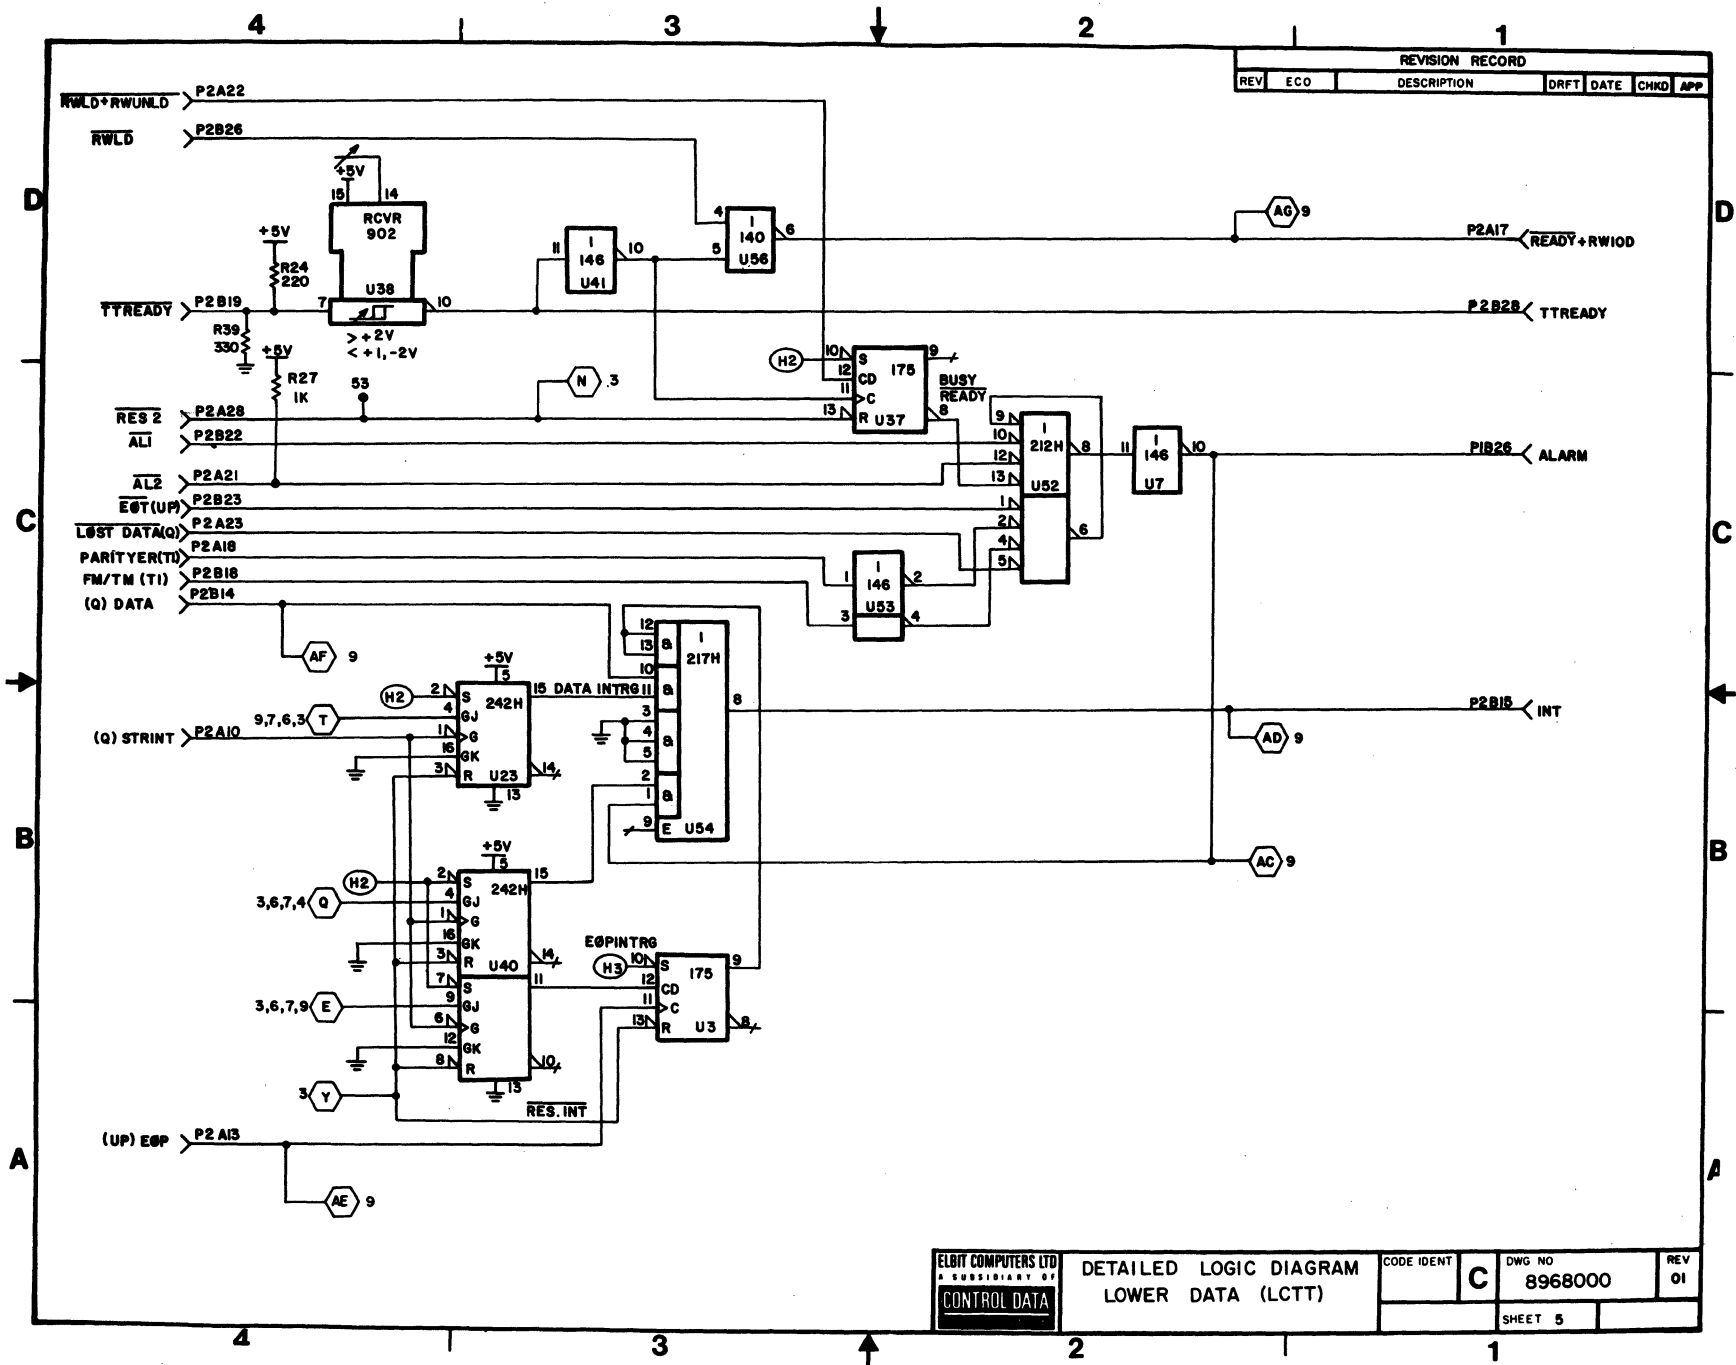 4 3 2 1
REVISION RECORD
REV ECO DESCRIPTION DRFT DATE CHKD APP
RWLD+RWUNLD P2A22
RWLD P2B26
D D
+5V
15 14
RCVR
902
U38
7 10
> +2V
< +1,-2V
+5V
R24
220
TTREADY P2B19
R39
330
+5V
R27
1K
11 1 10
146
U41
4 1 6
5 140
U56
AG 9
P2A17 READY+RWIOD
P2B28 TTREADY
53
N 3
H2
10 S 175 9
12 CD
11 C
13 R U37 8
BUSY
READY
RES 2 P2A28
AL1 P2B22
AL2 P2A21
EØT(UP) P2B23
LØST DATA(Q) P2A23
PARITYER(TI) P2A18
FM/TM (TI) P2B18
(Q) DATA P2B14
C C
9 1
10 212H 8
12
13 U52
1
2 6
4
5
11 1 10
146
U7
P1B26 ALARM
1 1 2
146
U53
3 4
AF 9
+5V
5
H2 2 S 242H 15 DATA INTRG
9,7,6,3 T 4 GJ
(Q) STRINT P2A10 1 G
16 GK
3 R U23 14
13
12 1
13 & 217H
10
11 &
3
4 &
5
2
1 &
9 E U54
8
P2B15 INT
AD 9
B B
AC 9
+5V
5
H2 2 S 242H 15
3,6,7,4 Q 4 GJ
1 G
16 GK
3 R U40 14
7 S 11
3,6,7,9 E 9 GJ
6 G
12 GK
8 R 10
13
3 Y
RES. INT
EØPINTRG
H3 10 S 175 9
12 CD
11 C
13 R U3 8
(UP) EØP P2A13
A A
AE 9
ELBIT COMPUTERS LTD
A SUBSIDIARY OF
CONTROL DATA
DETAILED LOGIC DIAGRAM
LOWER DATA (LCTT)
CODE IDENT
C
DWG NO
8968000
REV
01
SHEET 5
4 3 2 1